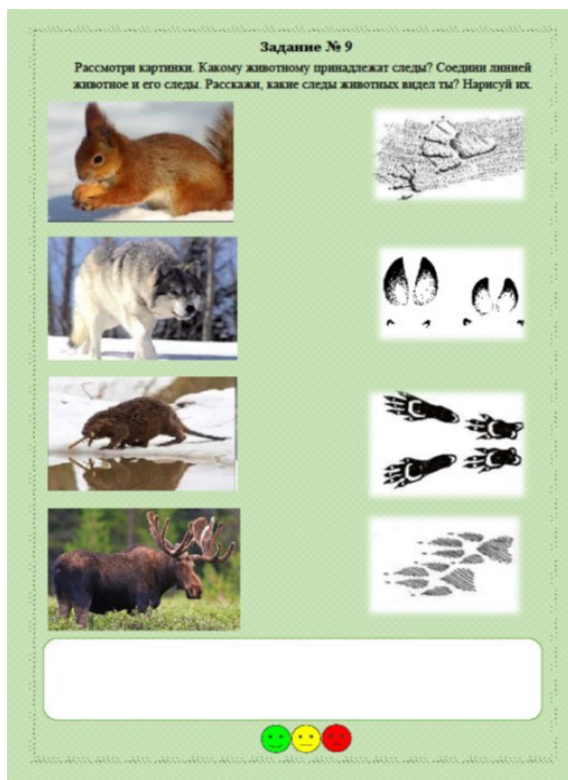 Задание № 9
Рассмотри картинки. Какому животному принадлежат следы? Соедини линией
животное и его следы. Расскажи, какие следы животных видел ты? Нарисуй их.